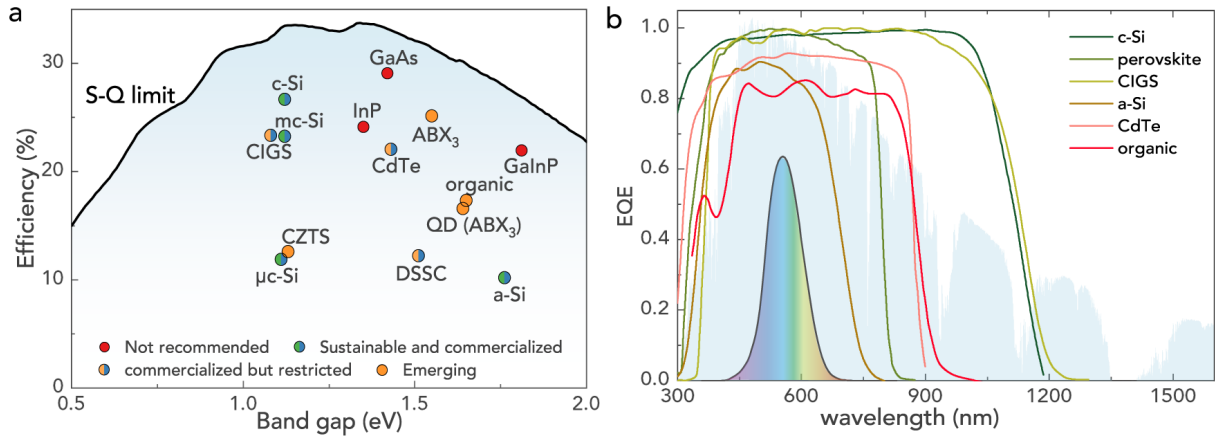 a
30
20
10
0
0.5
1.0
1.5
2.0
Efficiency (%)
Band gap (eV)
S-Q limit
GaAs
c-Si
InP
mc-Si
ABX₃
CIGS
CdTe
GaInP
organic
QD (ABX₃)
CZTS
μc-Si
DSSC
a-Si
Not recommended
Sustainable and commercialized
commercialized but restricted
Emerging
b
1.0
0.8
0.6
0.4
0.2
0.0
300
600
900
1200
1500
EQE
wavelength (nm)
c-Si
perovskite
CIGS
a-Si
CdTe
organic